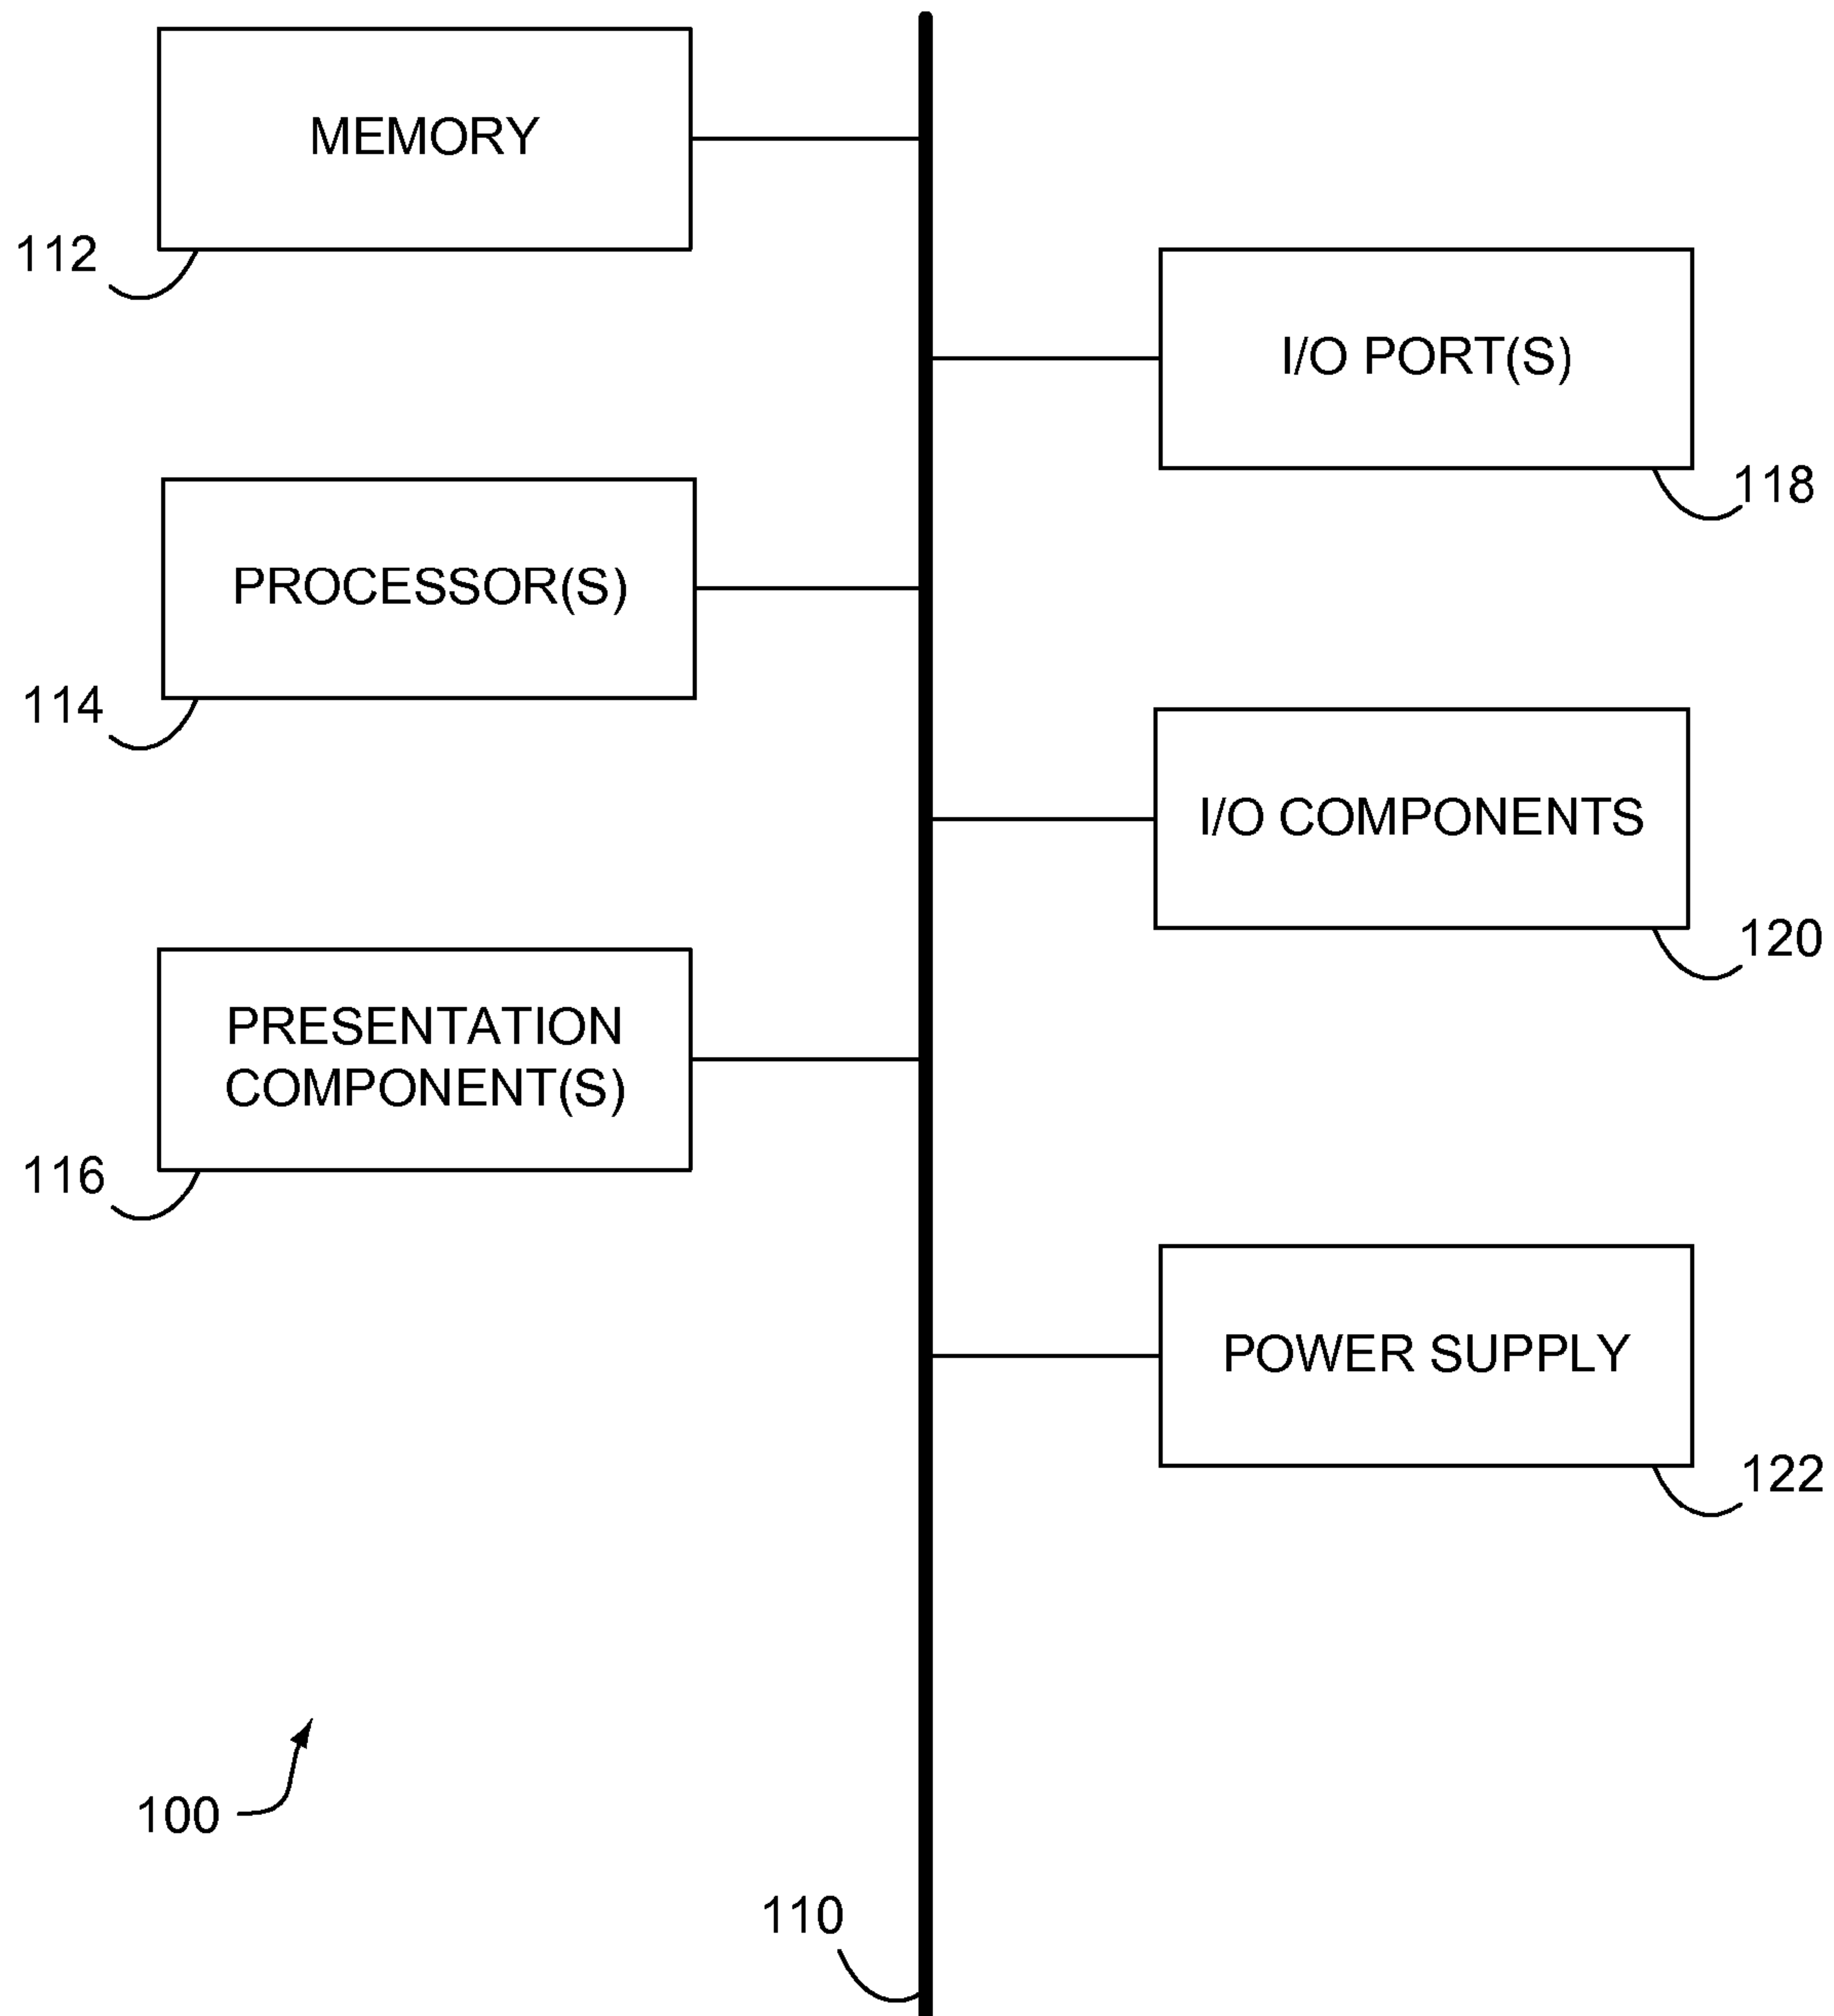 MEMORY
112
I/O PORT(S)
118
PROCESSOR(S)
114
I/O COMPONENTS
120
PRESENTATION
COMPONENT(S)
116
POWER SUPPLY
122
100
110